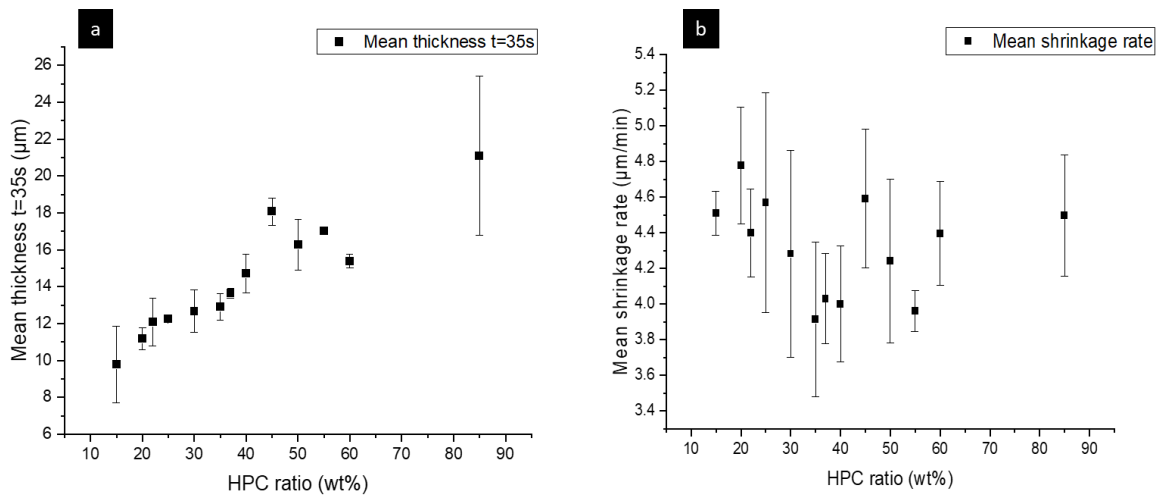 a
Mean thickness t=35s
Mean thickness t=35s (μm)
26
24
22
20
18
16
14
12
10
8
6
10 20 30 40 50 60 70 80 90
HPC ratio (wt%)
b
Mean shrinkage rate
Mean shrinkage rate (μm/min)
5.4
5.2
5.0
4.8
4.6
4.4
4.2
4.0
3.8
3.6
3.4
10 20 30 40 50 60 70 80 90
HPC ratio (wt%)